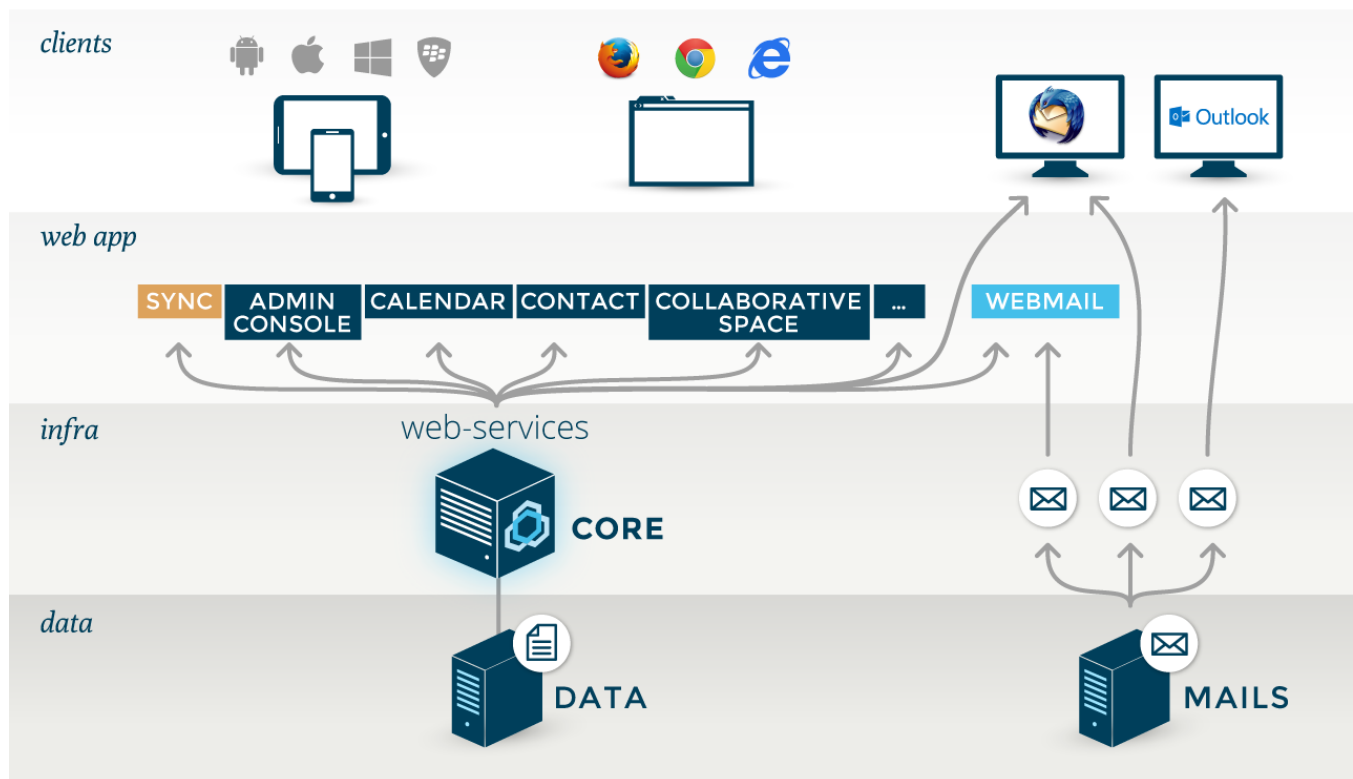 clients
Outlook
web app
SYNC
ADMIN
CONSOLE
CALENDAR
CONTACT
COLLABORATIVE
SPACE
...
WEBMAIL
infra
web-services
CORE
data
DATA
MAILS